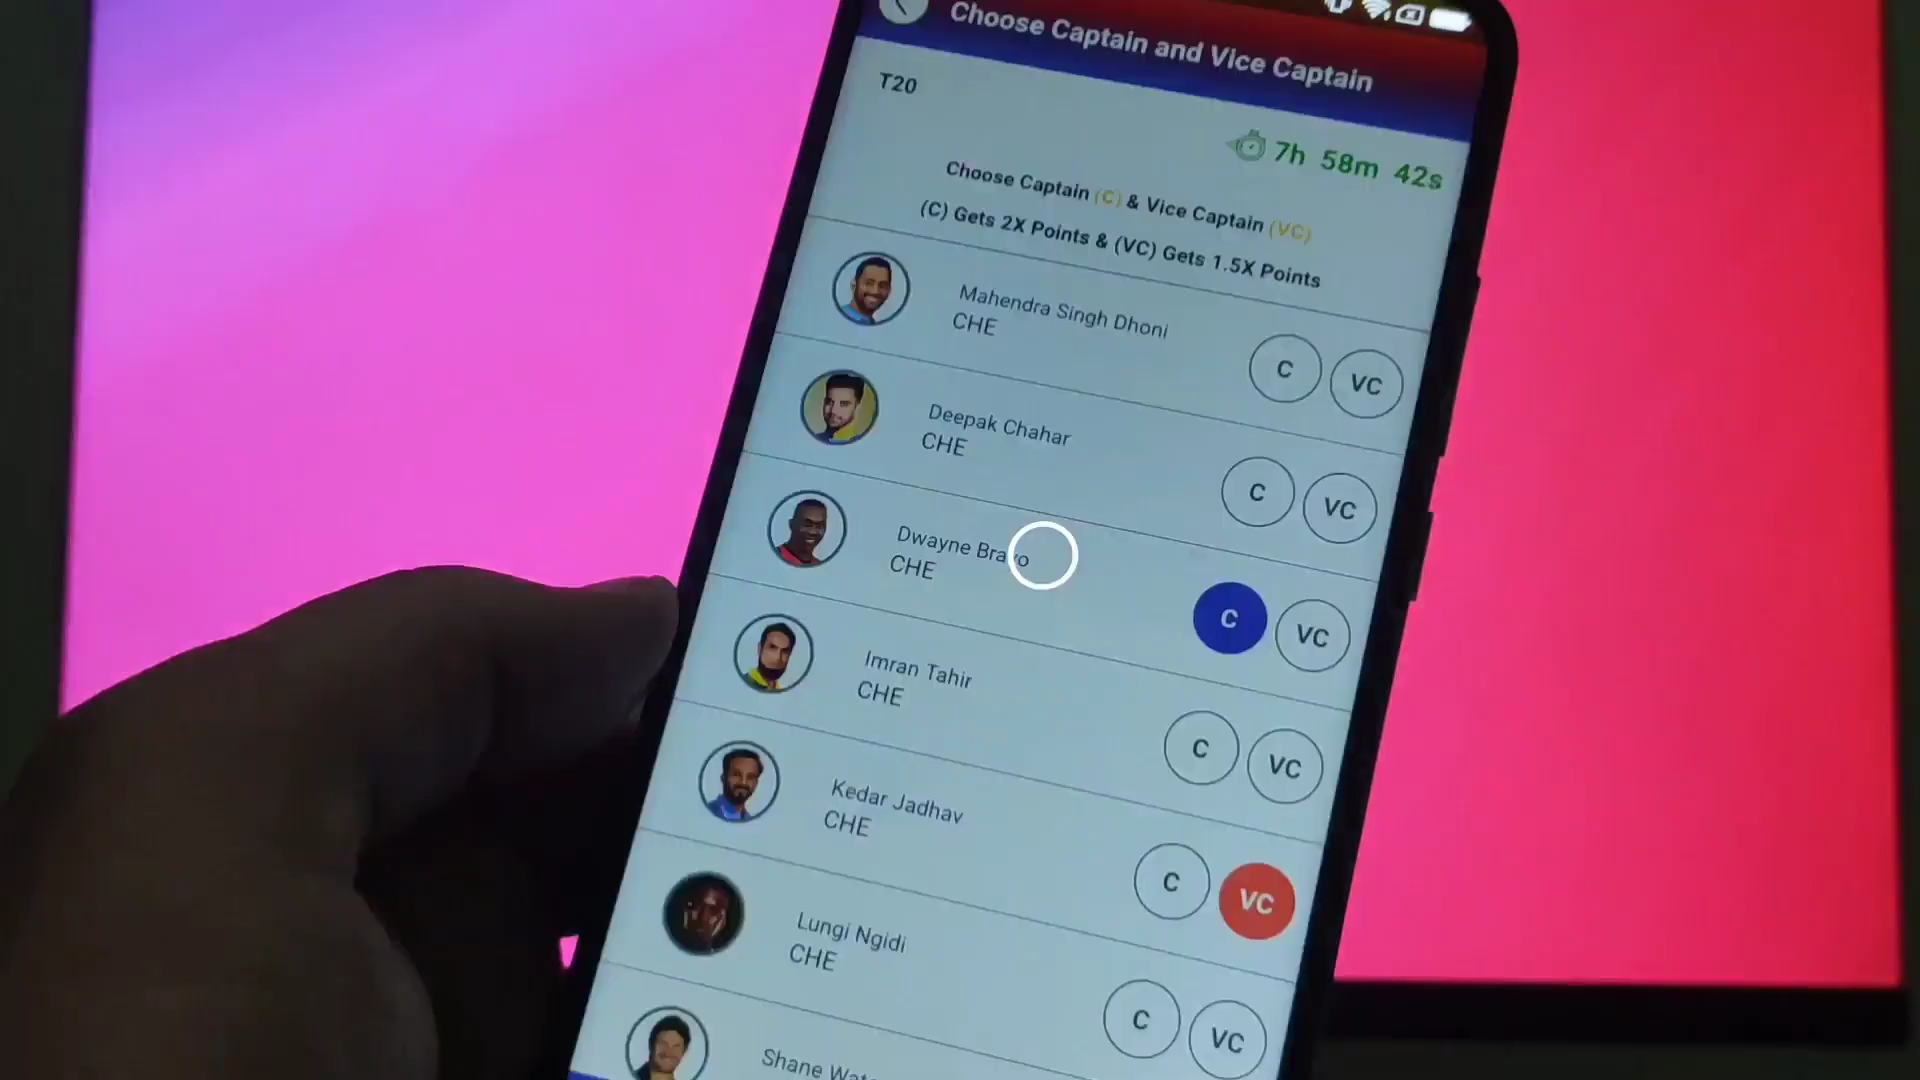 Choose Captain and Vice Captain
T20
7h 58m 42s
Choose Captain (C) & Vice Captain (VC)
(C) Gets 2X Points & (VC) Gets 1.5X Points
Mahendra Singh Dhoni
CHE
C VC
Deepak Chahar
CHE
C VC
Dwayne Bravo
CHE
C VC
Imran Tahir
CHE
C VC
Kedar Jadhav
CHE
C VC
Lungi Ngidi
CHE
C VC
Shane